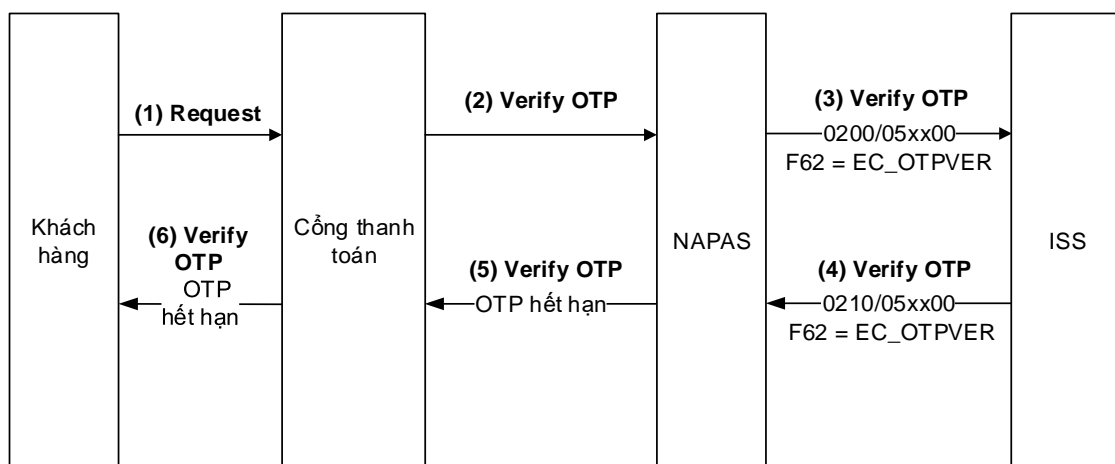 (1) Request
(2) Verify OTP
(3) Verify OTP
0200/05xx00
F62 = EC_OTPVER
Khách
hàng
(6) Verify
OTP
OTP
hết hạn
Cổng thanh
toán
(5) Verify OTP
OTP hết hạn
NAPAS
(4) Verify OTP
0210/05xx00
F62 = EC_OTPVER
ISS